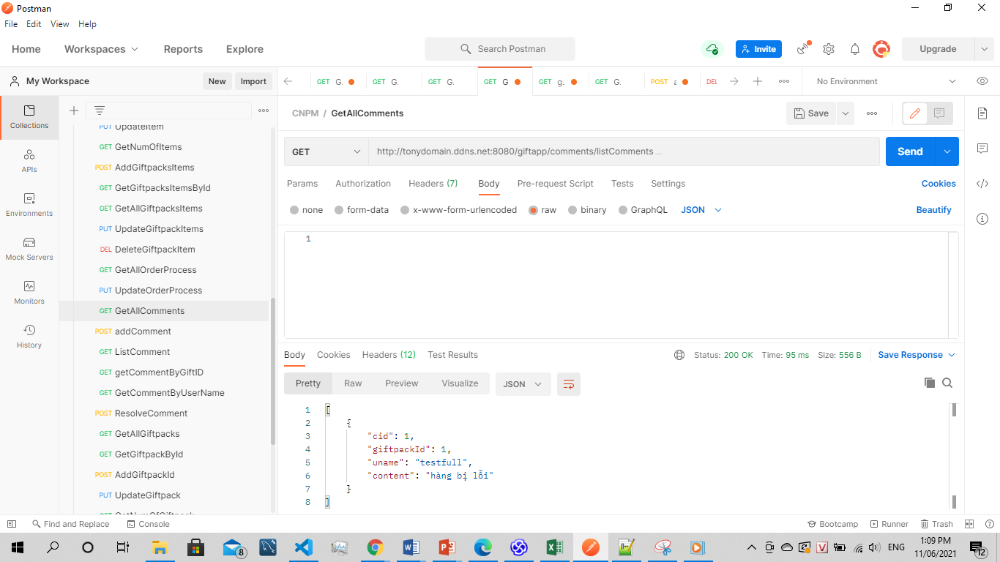 Postman
File Edit View Help
Home Workspaces Reports Explore Search Postman Invite Upgrade
My Workspace New Import GET G. GET G. GET G. GET G GET g. GET G. POST a DEL No Environment
CNPM / GetAllComments Save
GET http://tonydomain.ddns.net:8080/giftapp/comments/listComments ...
Send
Params Authorization Headers (7) Body Pre-request Script Tests Settings Cookies
none form-data x-www-form-urlencoded raw binary GraphQL JSON Beautify
1
Collections
APIs
Environments
Mock Servers
Monitors
History
PUT UpdateItem
GET GetNumOfItems
POST AddGiftpacksItems
GET GetGiftpacksItemsById
GET GetAllGiftpacksItems
PUT UpdateGiftpackItems
DEL DeleteGiftpackItem
GET GetAllOrderProcess
PUT UpdateOrderProcess
GET GetAllComments
POST addComment
GET ListComment
GET getCommentByGiftID
GET GetCommentByUserName
POST ResolveComment
GET GetAllGiftpacks
GET GetGiftpackById
POST AddGiftpackId
PUT UpdateGiftpack
GET GetNumOfGiftpack
Body Cookies Headers (12) Test Results Status: 200 OK Time: 95 ms Size: 556 B Save Response
Pretty Raw Preview Visualize JSON
1 [
2 {
3 "cid": 1,
4 "giftpackId": 1,
5 "uname": "testfull",
6 "content": "hàng bị lỗi"
7 }
8 ]
Find and Replace Console Bootcamp Runner Trash
8 ENG 1:09 PM
11/06/2021 12